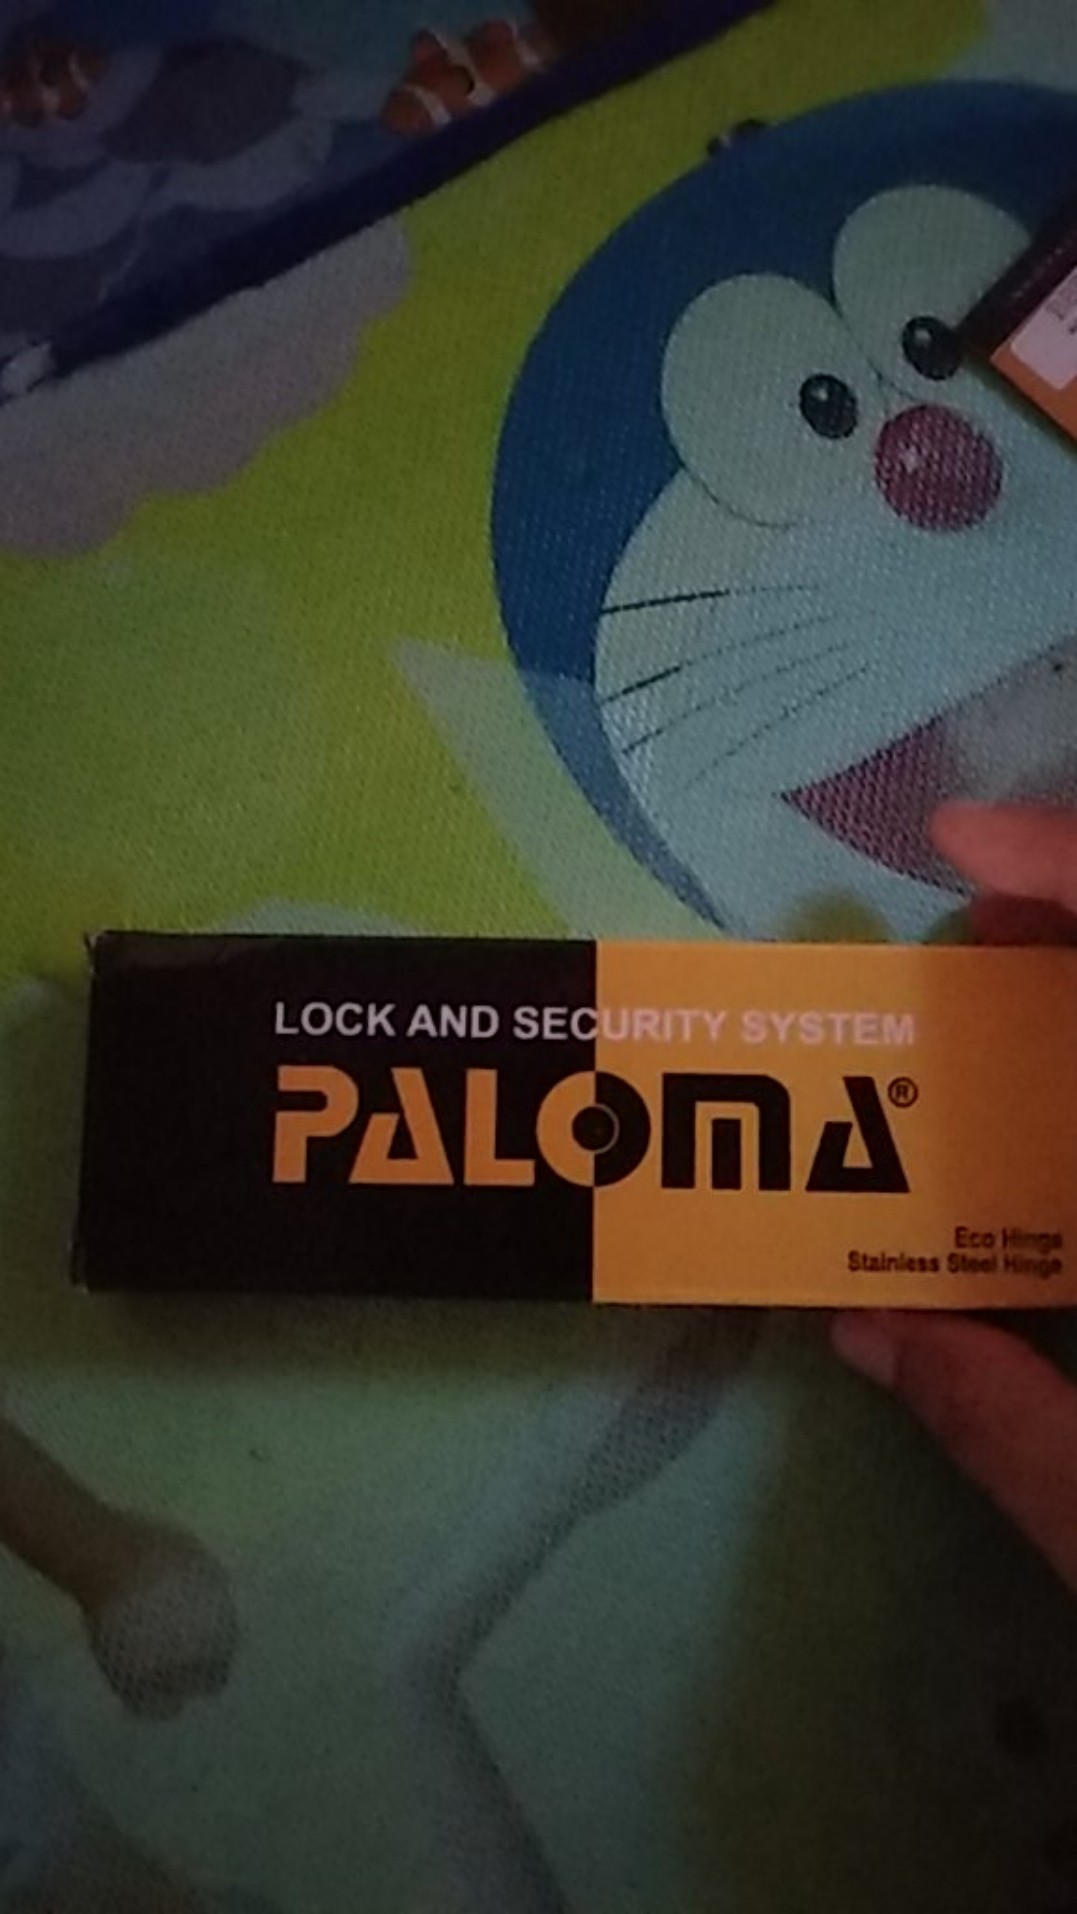 LOCK AND SECURITY SYSTEM
PALOMA®
Eco Hinge
Stainless Steel Hinge